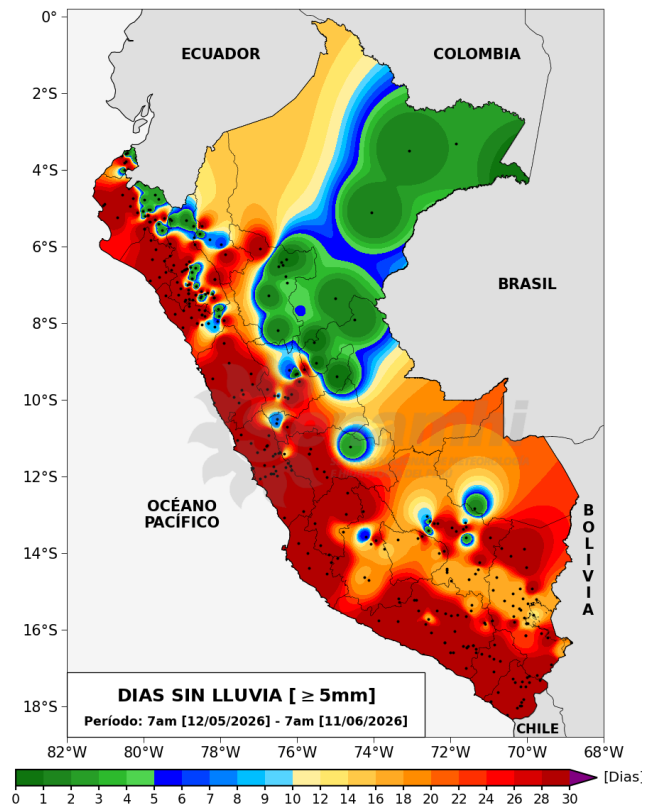 0°
ECUADOR
COLOMBIA
2°S
4°S
6°S
BRASIL
8°S
10°S
senamhi
12°S
OCÉANO
PACÍFICO
BOLIVIA
14°S
16°S
18°S
DIAS SIN LLUVIA [ ≥ 5mm]
Período: 7am [12/05/2026] - 7am [11/06/2026]
CHILE
82°W 80°W 78°W 76°W 74°W 72°W 70°W 68°W
0 1 2 3 4 5 6 7 8 9 10 12 14 16 18 20 22 24 26 28 30 [Dias]